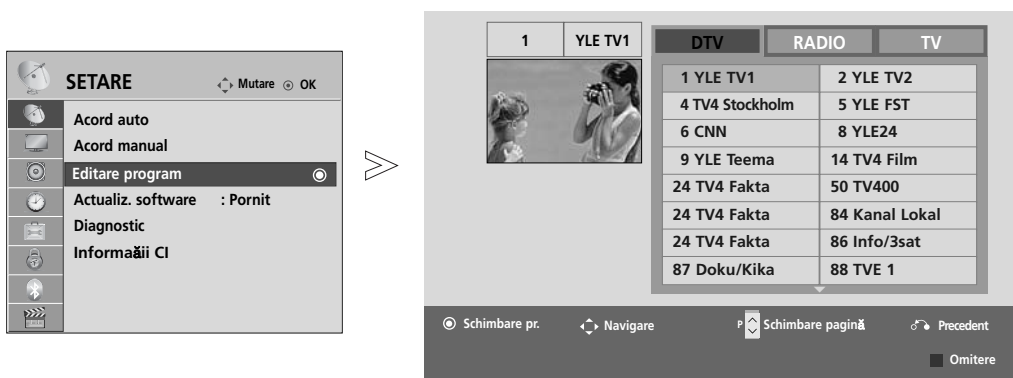 SETARE Mutare OK
Acord auto
Acord manual
Editare program
Actualiz. software : Pornit
Diagnostic
Informaăii CI
1 YLE TV1
DTV RADIO TV
1 YLE TV1 2 YLE TV2
4 TV4 Stockholm 5 YLE FST
6 CNN 8 YLE24
9 YLE Teema 14 TV4 Film
24 TV4 Fakta 50 TV400
24 TV4 Fakta 84 Kanal Lokal
24 TV4 Fakta 86 Info/3sat
87 Doku/Kika 88 TVE 1
Schimbare pr. Navigare P Schimbare pagină Precedent
Omitere